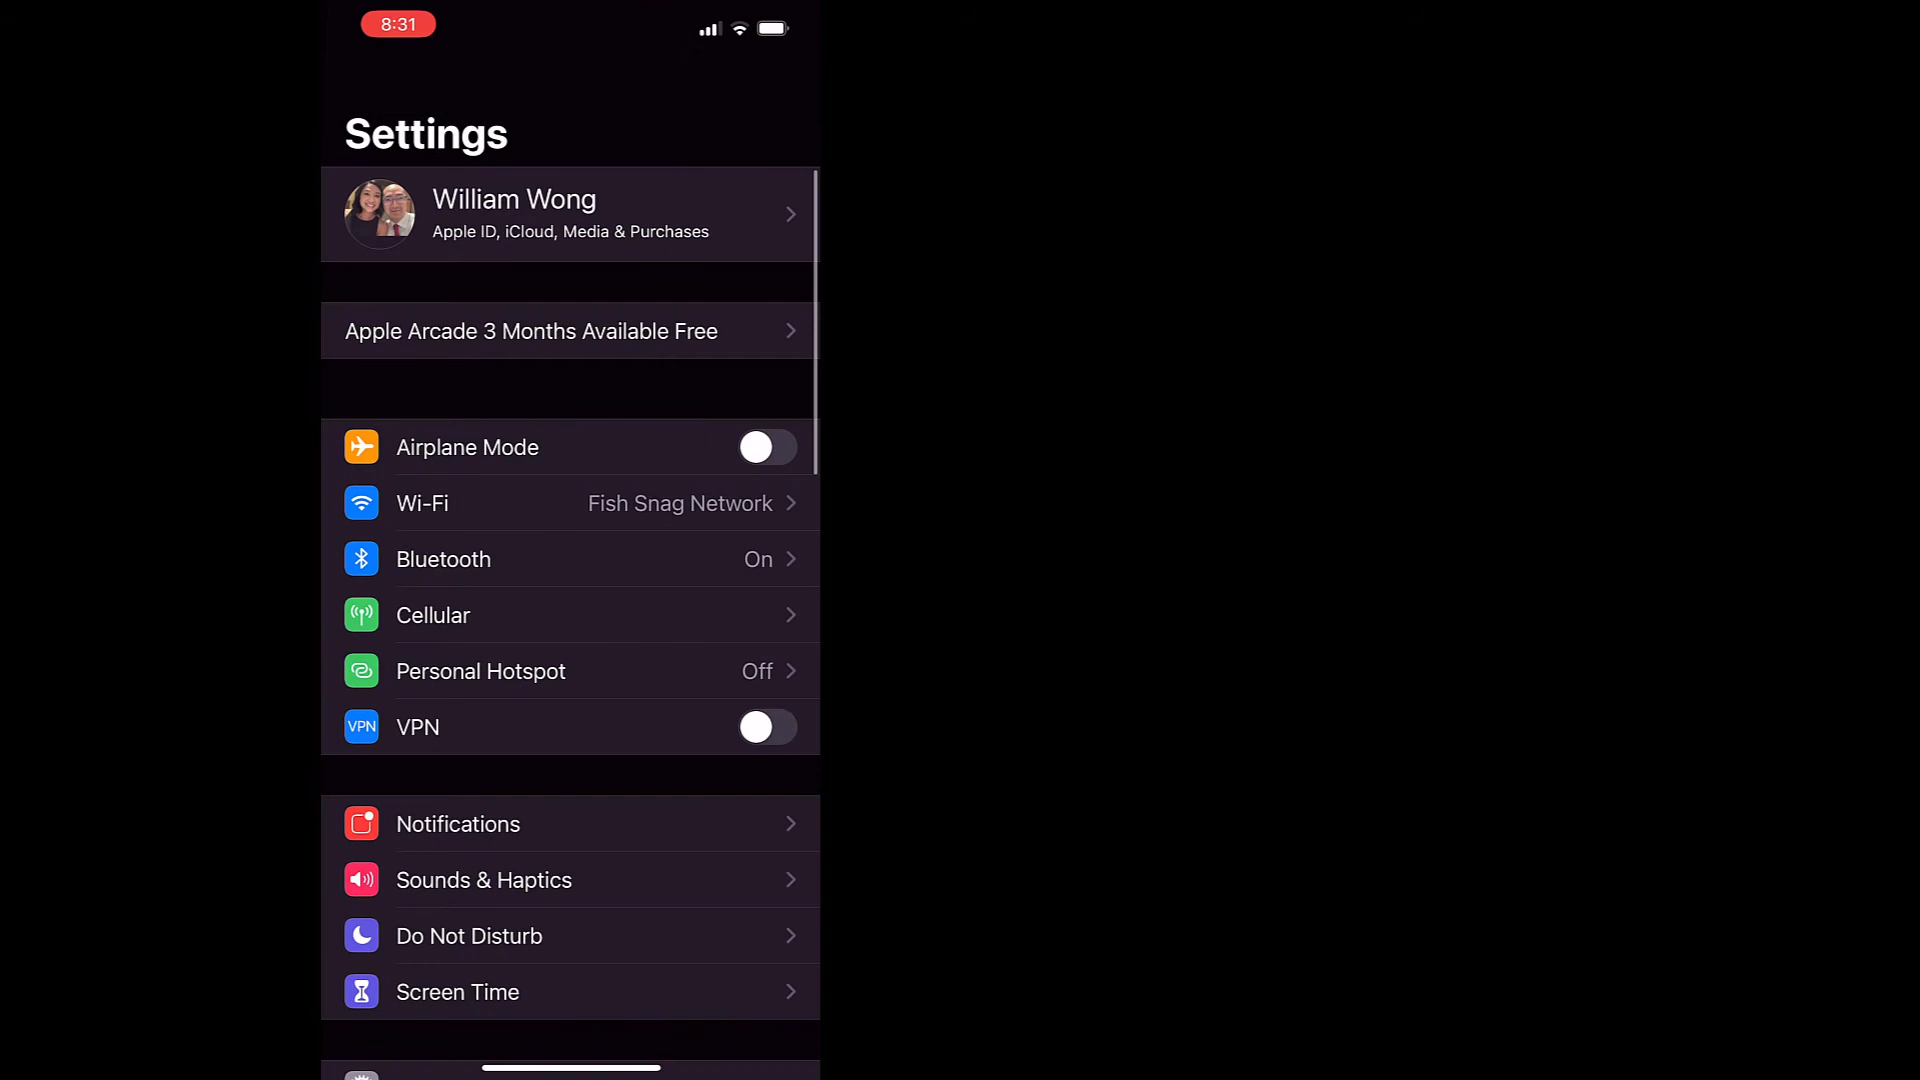 8:31
Settings
William Wong
Apple ID, iCloud, Media & Purchases
Apple Arcade 3 Months Available Free
Airplane Mode
Wi-Fi Fish Snag Network
Bluetooth On
Cellular
Personal Hotspot Off
VPN VPN
Notifications
Sounds & Haptics
Do Not Disturb
Screen Time